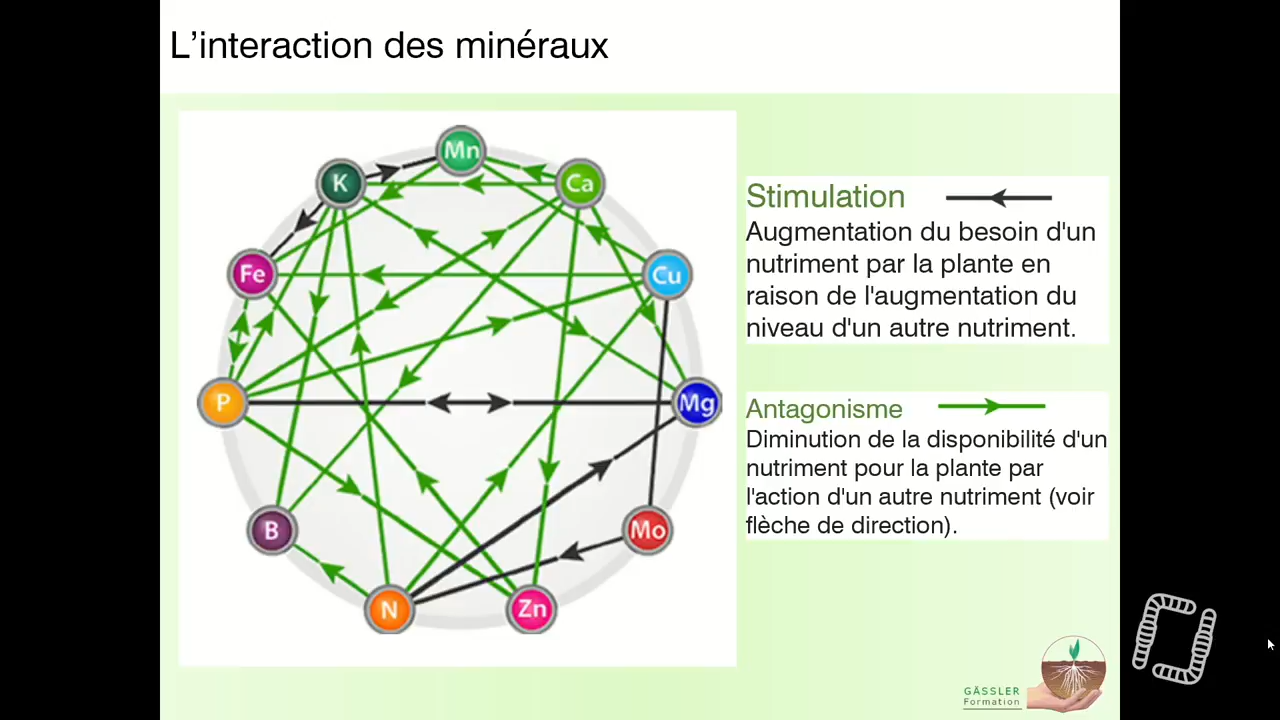 L'interaction des minéraux
Mn
K
Ca
Fe
Cu
P
Mg
B
Mo
N
Zn
Stimulation
Augmentation du besoin d'un
nutriment par la plante en
raison de l'augmentation du
niveau d'un autre nutriment.
Antagonisme
Diminution de la disponibilité d'un
nutriment pour la plante par
l'action d'un autre nutriment (voir
flèche de direction).
GÄSSLER
Formation